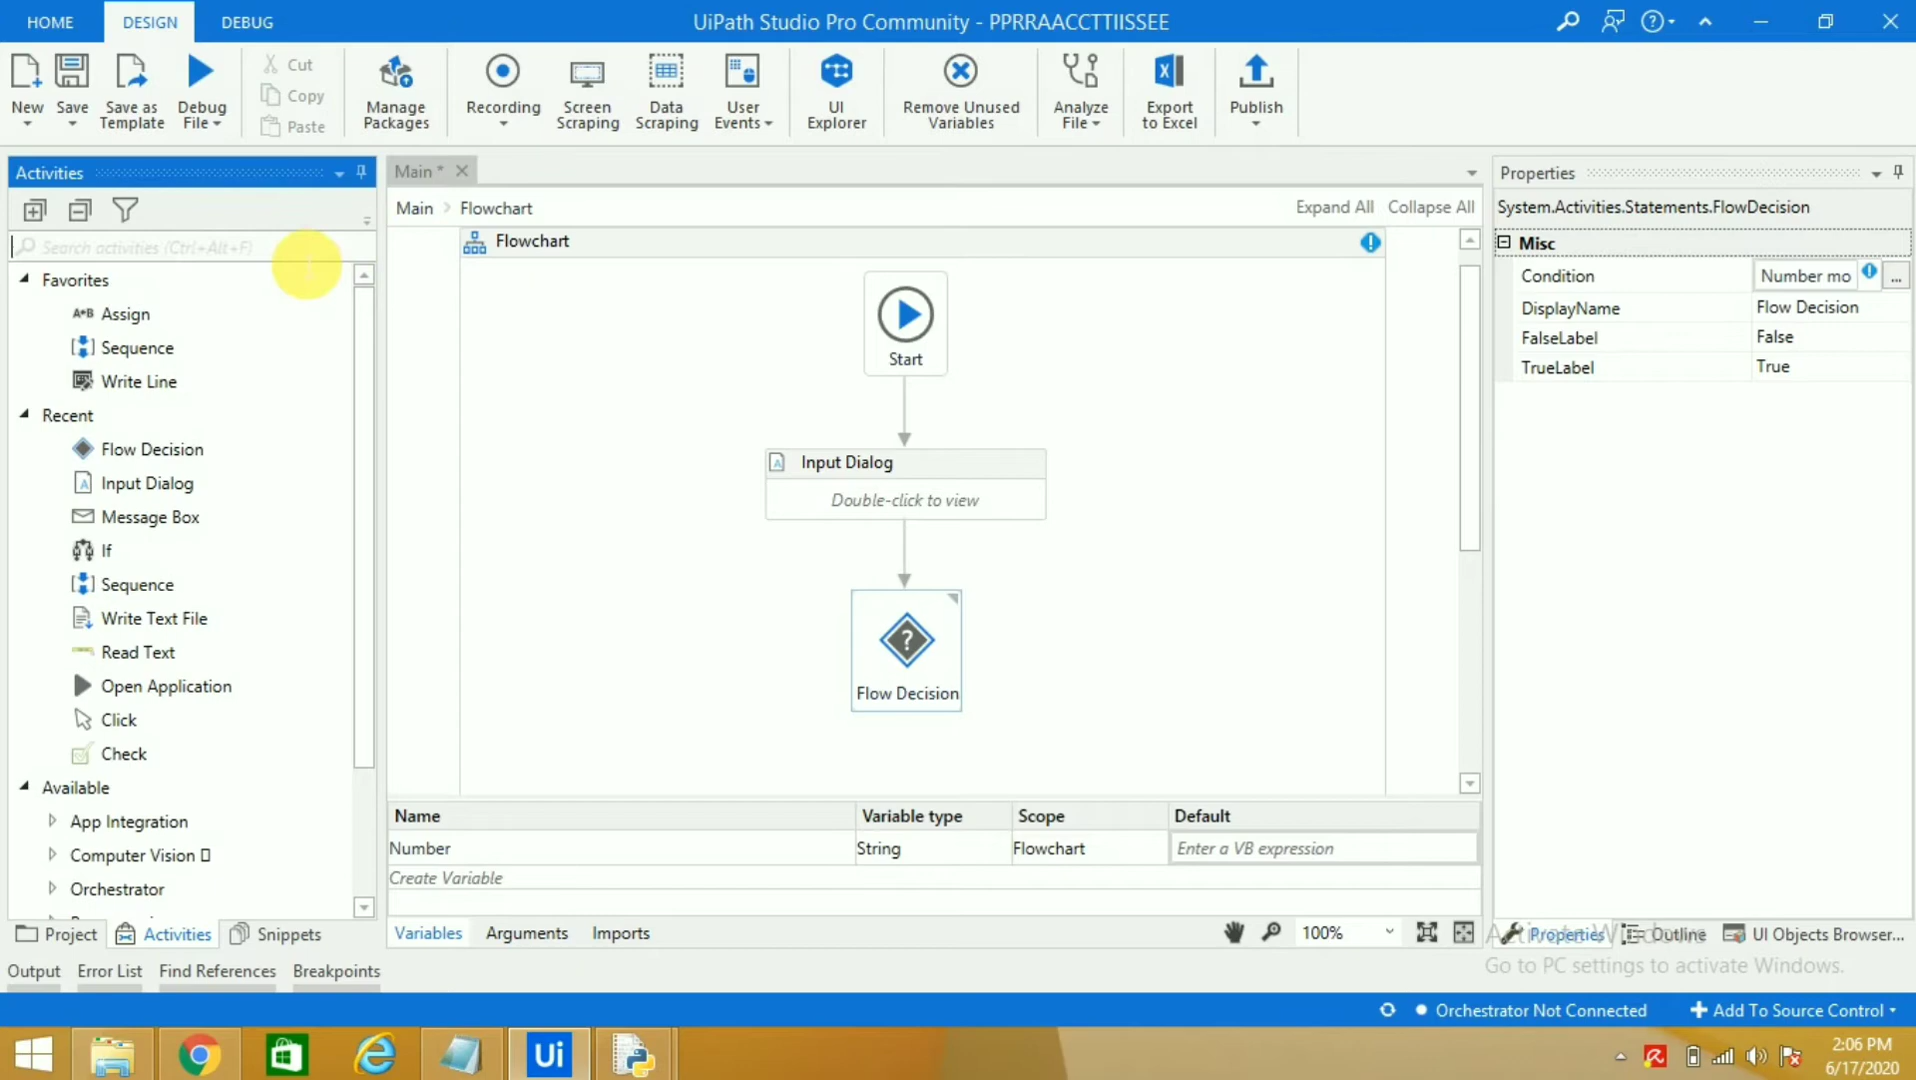 HOME DESIGN DEBUG UiPath Studio Pro Community - PPRRAACCTTIISSEE
New Save Save as Template Debug File Cut Copy Paste Manage Packages Recording Screen Scraping Data Scraping User Events UI Explorer Remove Unused Variables Analyze File Export to Excel Publish
Activities
Search activities (Ctrl+Alt+F)
Favorites
Assign
Sequence
Write Line
Recent
Flow Decision
Input Dialog
Message Box
If
Sequence
Write Text File
Read Text
Open Application
Click
Check
Available
App Integration
Computer Vision
Orchestrator
Project Activities Snippets
Main *
Main > Flowchart Expand All Collapse All
Flowchart
Start
Input Dialog
Double-click to view
Flow Decision
Name Variable type Scope Default
Number String Flowchart Enter a VB expression
Create Variable
Variables Arguments Imports 100%
Properties
System.Activities.Statements.FlowDecision
Misc
Condition Number mo ...
DisplayName Flow Decision
FalseLabel False
TrueLabel True
Activate Windows
Go to PC settings to activate Windows.
Properties Outline UI Objects Browser...
Output Error List Find References Breakpoints
Orchestrator Not Connected Add To Source Control
Ui
2:06 PM
6/17/2020